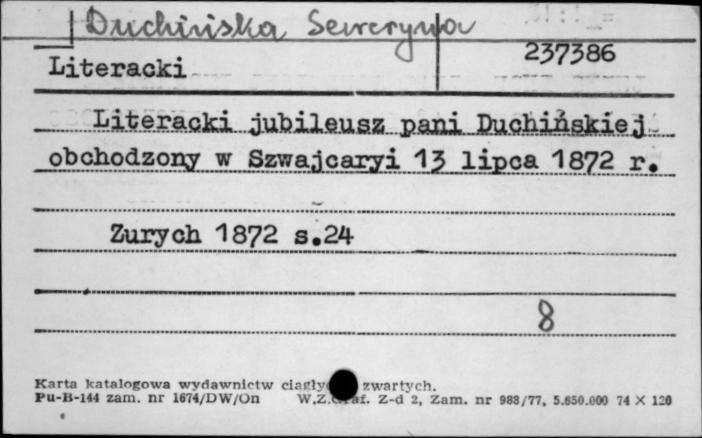 Duchińska Seweryna
237386
Literacki
Literacki jubileusz pani Duchińskiej
obchodzony w Szwajcaryi 13 lipca 1872 r.
Zurych 1872 s.24
8
Karta katalogowa wydawnictw zwartych.
Pu-B-144 zam. nr 1674/DW/On W.Z. Z-d 2, Zam. nr 988/77, 5.650.000 74 X 120